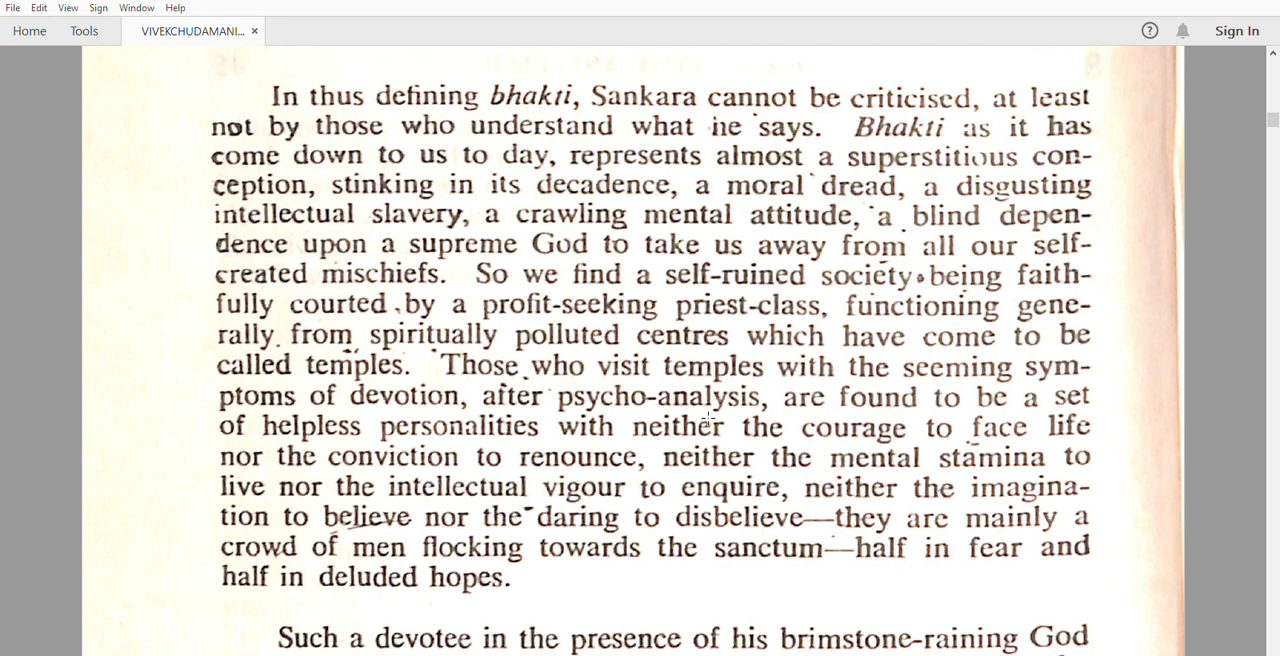 File Edit View Sign Window Help
Home Tools VIVEKCHUDAMANI... × ? Sign In
In thus defining bhakti, Sankara cannot be criticised, at least
not by those who understand what he says. Bhakti as it has
come down to us to day, represents almost a superstitious con-
ception, stinking in its decadence, a moral dread, a disgusting
intellectual slavery, a crawling mental attitude, a blind depen-
dence upon a supreme God to take us away from all our self-
created mischiefs. So we find a self-ruined society being faith-
fully courted by a profit-seeking priest-class, functioning gene-
rally from spiritually polluted centres which have come to be
called temples. Those who visit temples with the seeming sym-
ptoms of devotion, after psycho-analysis, are found to be a set
of helpless personalities with neither the courage to face life
nor the conviction to renounce, neither the mental stamina to
live nor the intellectual vigour to enquire, neither the imagina-
tion to believe nor the daring to disbelieve—they are mainly a
crowd of men flocking towards the sanctum—half in fear and
half in deluded hopes.
Such a devotee in the presence of his brimstone-raining God